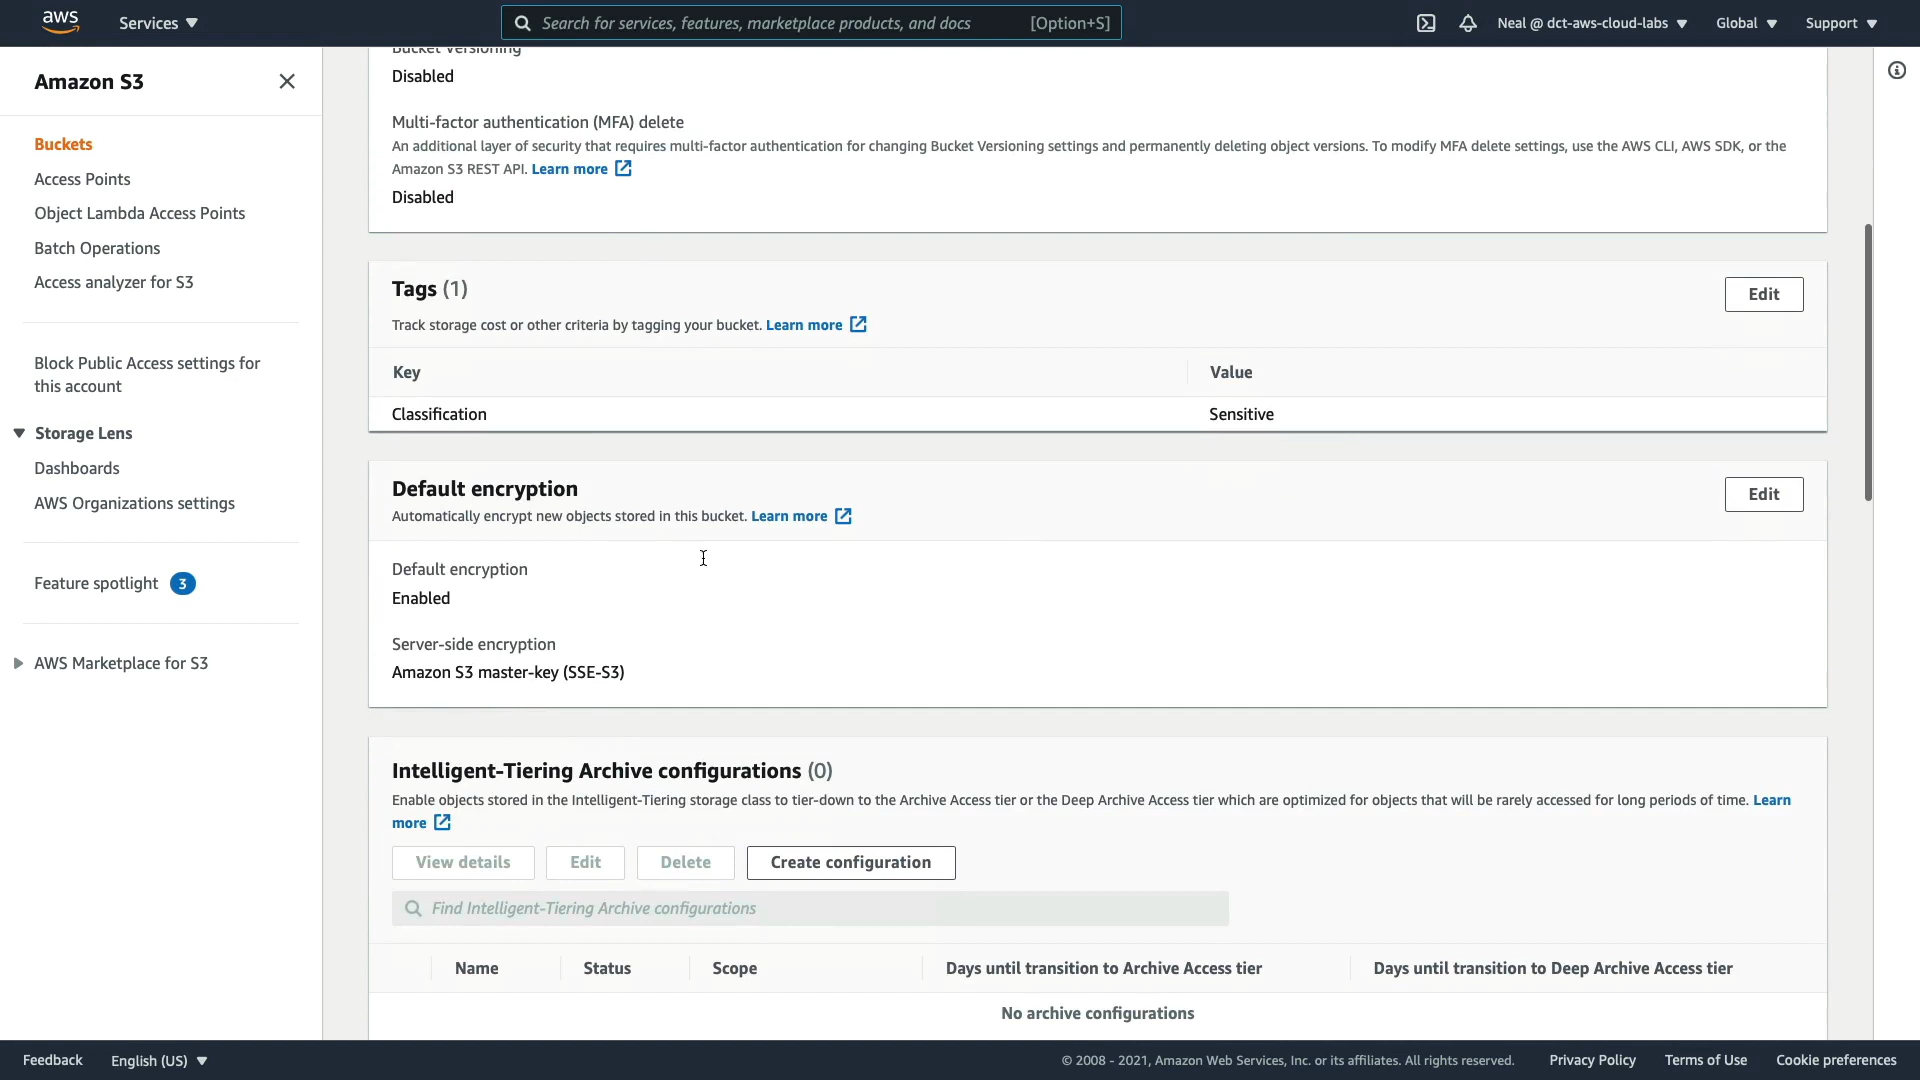 aws
Services
Search for services, features, marketplace products, and docs
[Option+S]
Neal @ dct-aws-cloud-labs
Global
Support
Amazon S3
Buckets
Access Points
Object Lambda Access Points
Batch Operations
Access analyzer for S3
Block Public Access settings for
this account
Storage Lens
Dashboards
AWS Organizations settings
Feature spotlight 3
AWS Marketplace for S3
Bucket Versioning
Disabled
Multi-factor authentication (MFA) delete
An additional layer of security that requires multi-factor authentication for changing Bucket Versioning settings and permanently deleting object versions. To modify MFA delete settings, use the AWS CLI, AWS SDK, or the
Amazon S3 REST API. Learn more
Disabled
Tags (1)
Edit
Track storage cost or other criteria by tagging your bucket. Learn more
Key
Value
Classification
Sensitive
Default encryption
Edit
Automatically encrypt new objects stored in this bucket. Learn more
Default encryption
Enabled
Server-side encryption
Amazon S3 master-key (SSE-S3)
Intelligent-Tiering Archive configurations (0)
Enable objects stored in the Intelligent-Tiering storage class to tier-down to the Archive Access tier or the Deep Archive Access tier which are optimized for objects that will be rarely accessed for long periods of time. Learn
more
View details
Edit
Delete
Create configuration
Find Intelligent-Tiering Archive configurations
Name
Status
Scope
Days until transition to Archive Access tier
Days until transition to Deep Archive Access tier
No archive configurations
Feedback
English (US)
© 2008 - 2021, Amazon Web Services, Inc. or its affiliates. All rights reserved.
Privacy Policy
Terms of Use
Cookie preferences